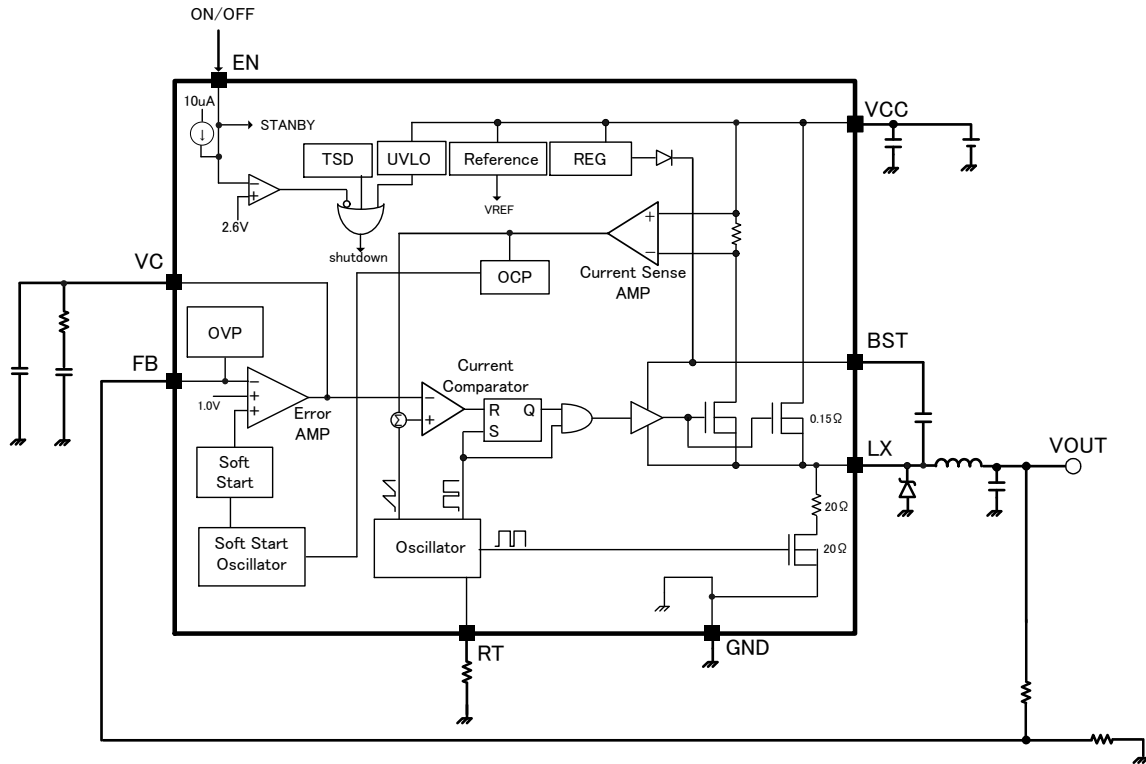 ON/OFF
EN
10uA
STANBY
VCC
TSD
UVLO
Reference
REG
2.6V
VREF
shutdown
Current Sense
AMP
VC
OCP
OVP
BST
FB
Current
Comparator
1.0V
Error
AMP
R
Q
S
Σ
0.15Ω
LX
VOUT
Soft
Start
20Ω
Soft Start
Oscillator
Oscillator
20Ω
RT
GND